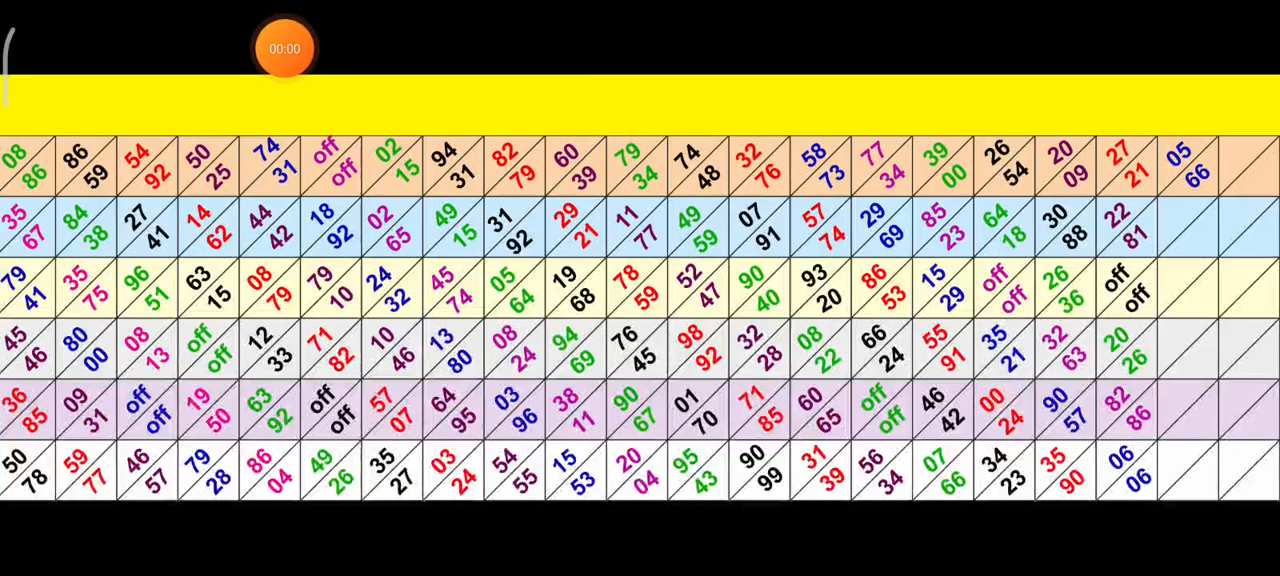 00:00
08 86 54 50 74 off 02 94 82 60 79 74 32 58 77 39 26 20 27 05
86 59 92 25 31 off 15 31 79 39 34 48 76 73 34 00 54 09 21 66
35 84 27 14 44 18 02 49 31 29 11 49 07 57 29 85 64 30 22
67 38 41 62 42 92 65 15 92 21 77 59 91 74 69 23 18 88 81
79 35 96 63 08 79 24 45 05 19 78 52 90 93 86 15 off 26 off
41 75 51 15 79 10 32 74 64 68 59 47 40 20 53 29 off 36 off
45 80 08 off 12 71 10 13 08 94 76 98 32 08 66 55 35 32 20
46 00 13 off 33 82 46 80 24 69 45 92 28 22 24 91 21 63 26
36 09 off 19 63 off 57 64 03 38 90 01 71 60 off 46 00 90 82
85 31 off 50 92 off 07 95 96 11 67 70 85 65 off 42 24 57 86
50 59 46 79 86 49 35 03 54 15 20 95 90 31 56 07 34 35 06
78 77 57 28 04 26 27 24 55 53 04 43 99 39 34 66 23 90 06